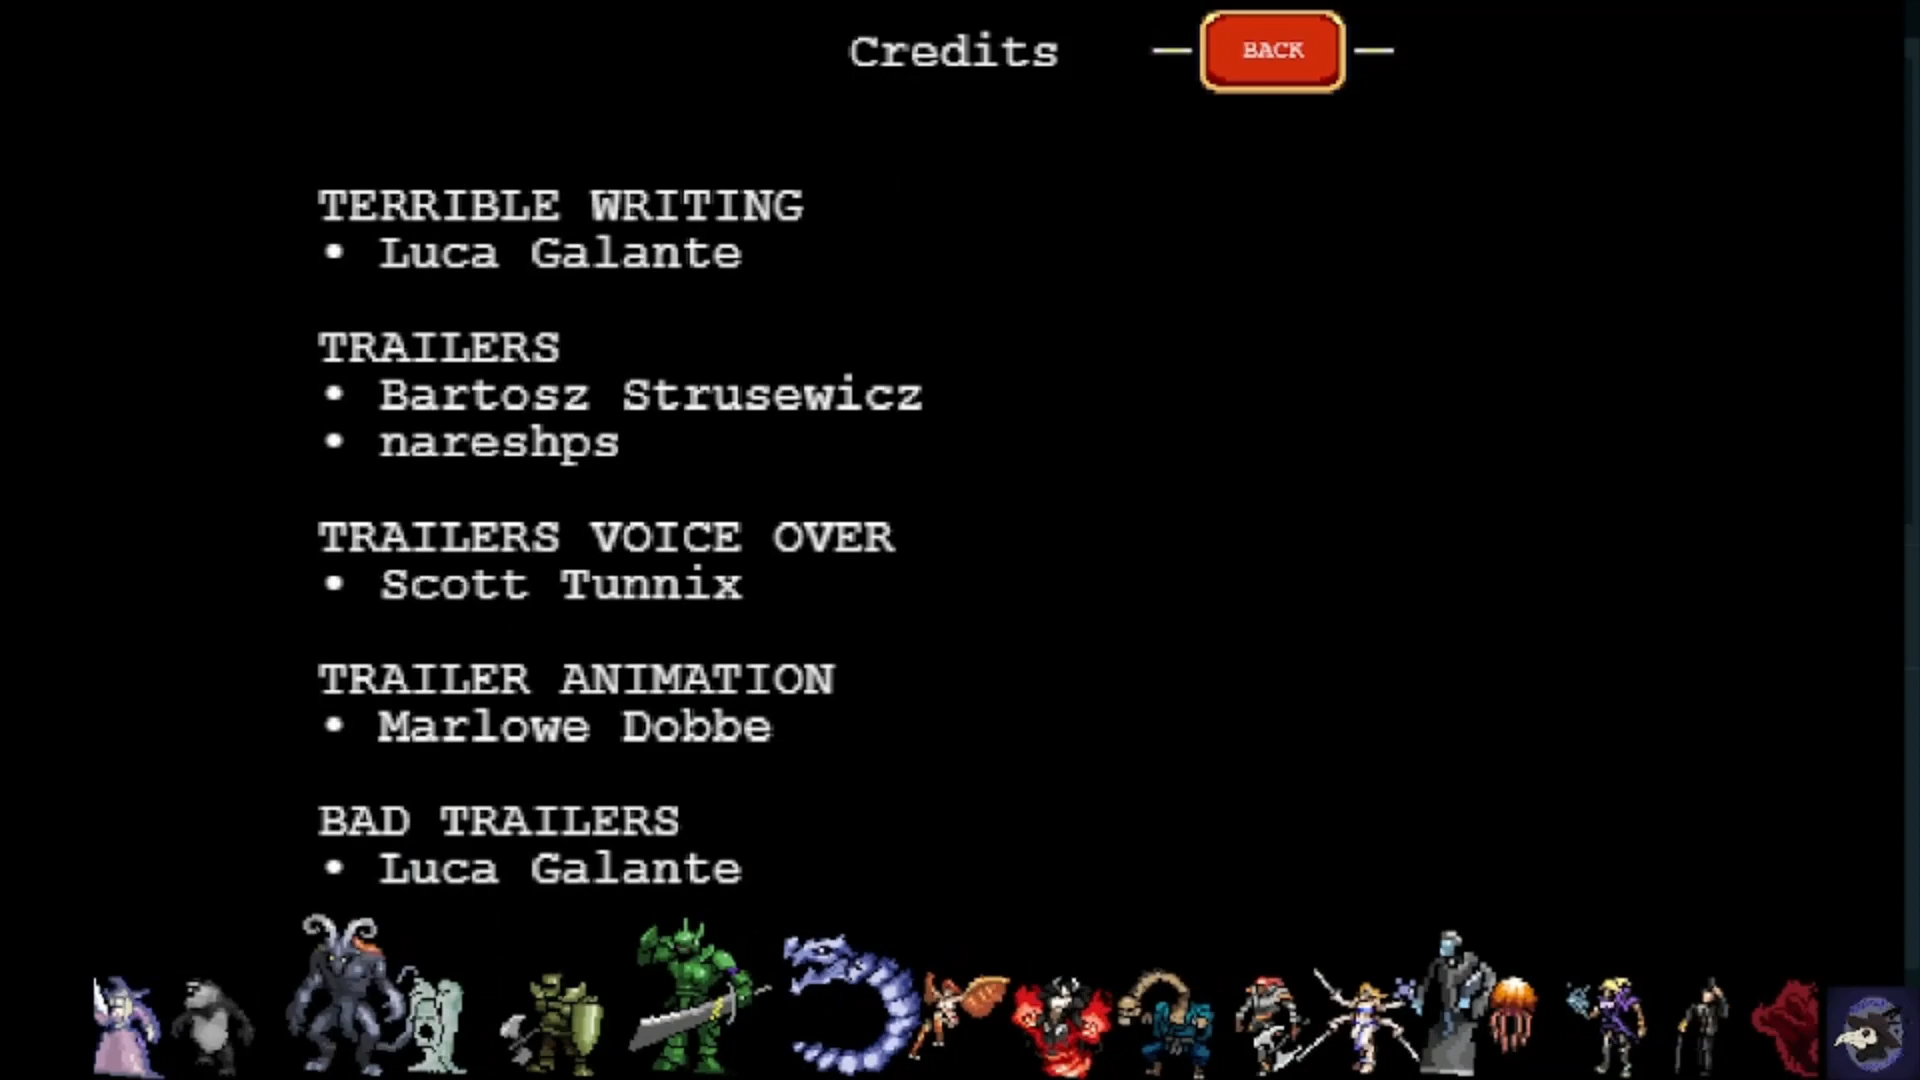 Credits
BACK
TERRIBLE WRITING
• Luca Galante
TRAILERS
• Bartosz Strusewicz
• nareshps
TRAILERS VOICE OVER
• Scott Tunnix
TRAILER ANIMATION
• Marlowe Dobbe
BAD TRAILERS
• Luca Galante